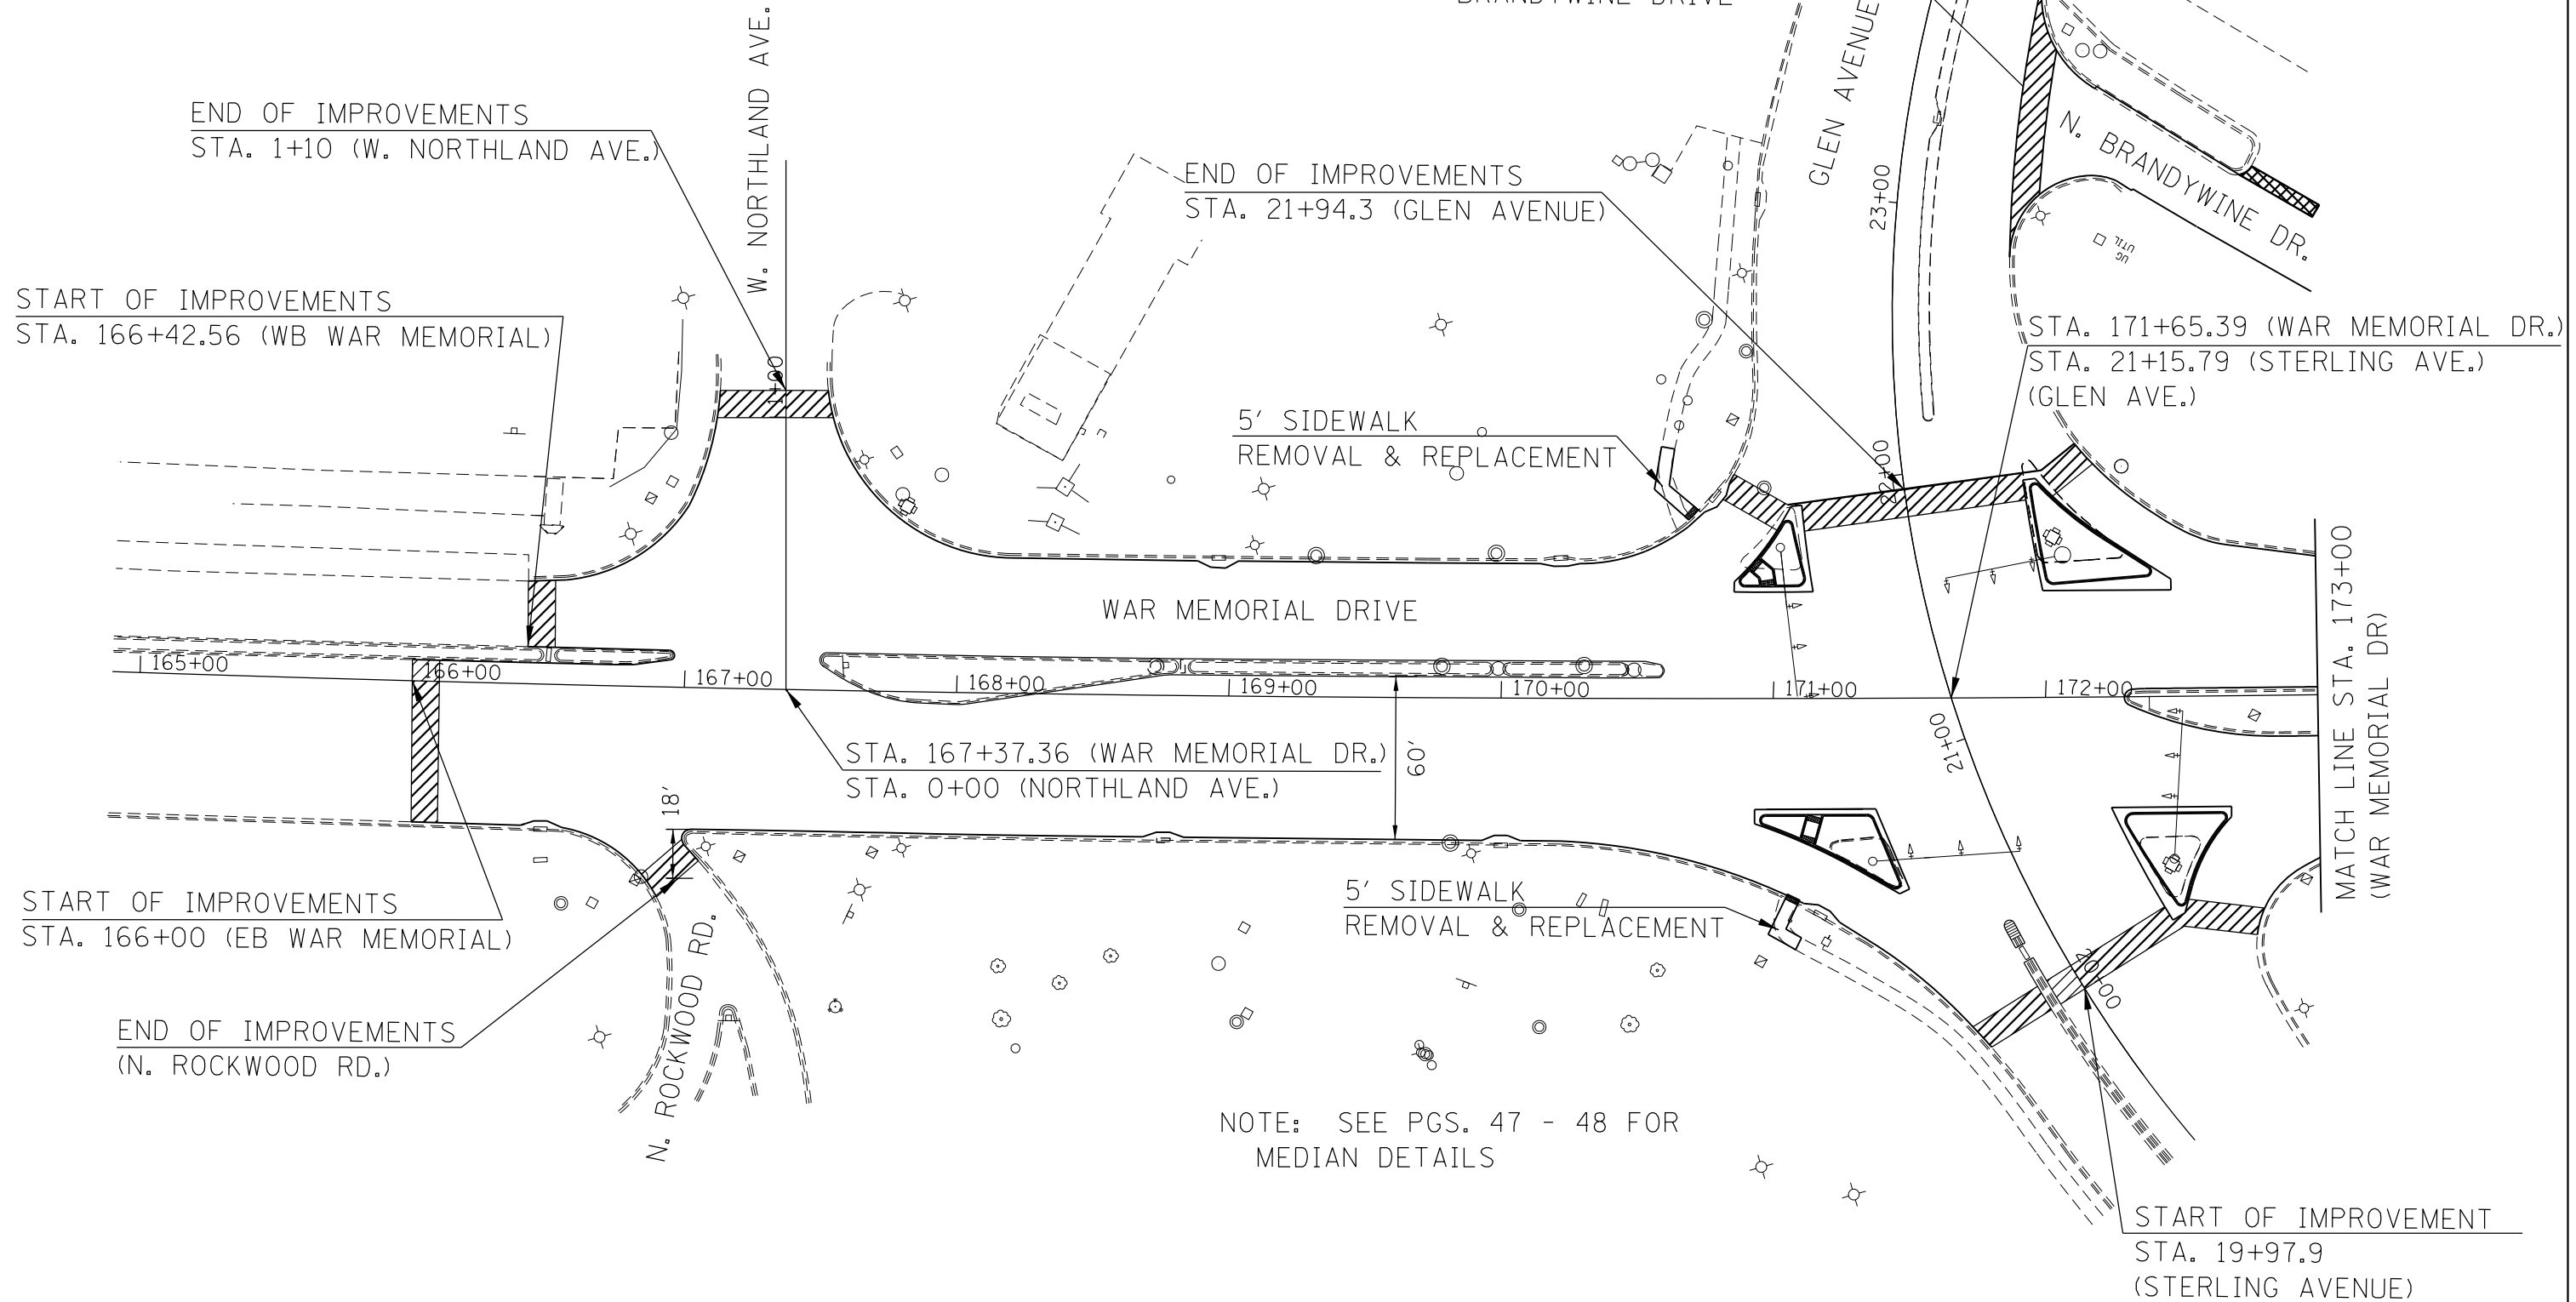 BRANDYWINE DRIVE
W. NORTHLAND AVE.
GLEN AVENUE
END OF IMPROVEMENTS
STA. 1+10 (W. NORTHLAND AVE.)
N. BRANDYWINE DR.
END OF IMPROVEMENTS
STA. 21+94.3 (GLEN AVENUE)
23+00
UG
UTIL
START OF IMPROVEMENTS
STA. 166+42.56 (WB WAR MEMORIAL)
STA. 171+65.39 (WAR MEMORIAL DR.)
STA. 21+15.79 (STERLING AVE.)
(GLEN AVE.)
1+00
5' SIDEWALK
REMOVAL & REPLACEMENT
22+00
WAR MEMORIAL DRIVE
MATCH LINE STA. 173+00
(WAR MEMORIAL DR)
165+00
166+00
167+00
168+00
169+00
170+00
171+00
172+00
21+00
STA. 167+37.36 (WAR MEMORIAL DR.)
STA. 0+00 (NORTHLAND AVE.)
60'
18'
START OF IMPROVEMENTS
STA. 166+00 (EB WAR MEMORIAL)
5' SIDEWALK
REMOVAL & REPLACEMENT
20+00
END OF IMPROVEMENTS
(N. ROCKWOOD RD.)
N. ROCKWOOD RD.
NOTE: SEE PGS. 47 - 48 FOR
MEDIAN DETAILS
START OF IMPROVEMENT
STA. 19+97.9
(STERLING AVENUE)